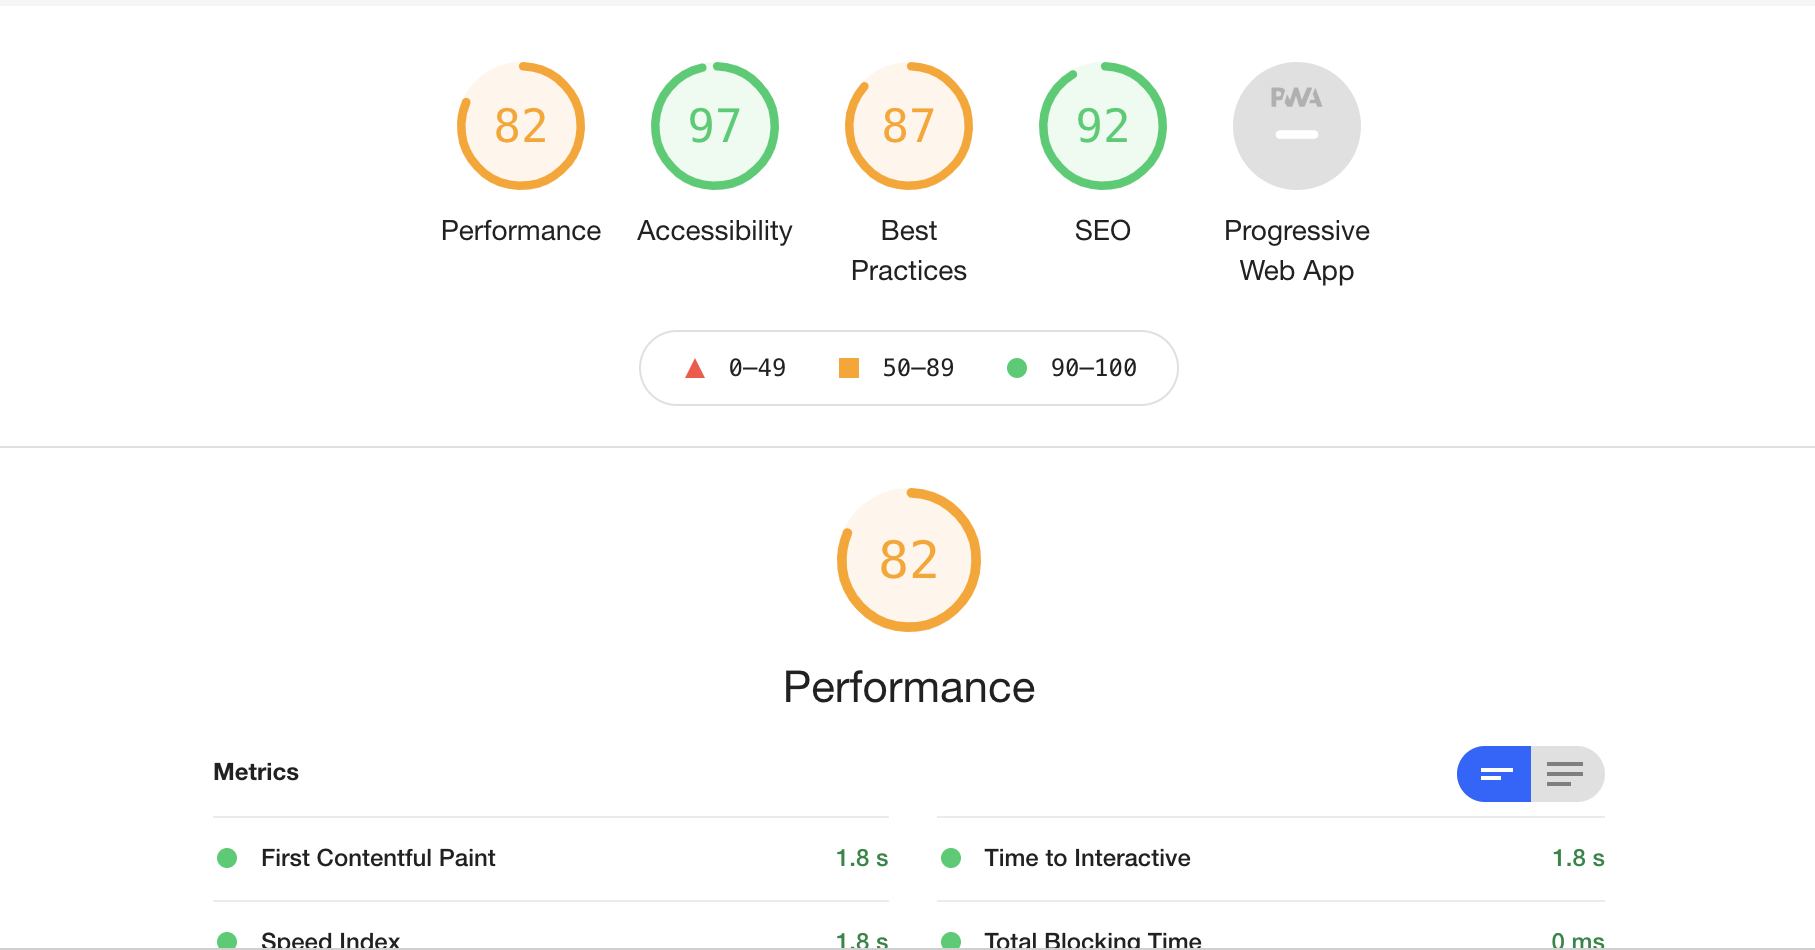 82
97
87
92
PWA
Performance
Accessibility
Best
Practices
SEO
Progressive
Web App
0–49
50–89
90–100
82
Performance
Metrics
First Contentful Paint 1.8 s
Time to Interactive 1.8 s
Speed Index 1.8 s
Total Blocking Time 0 ms